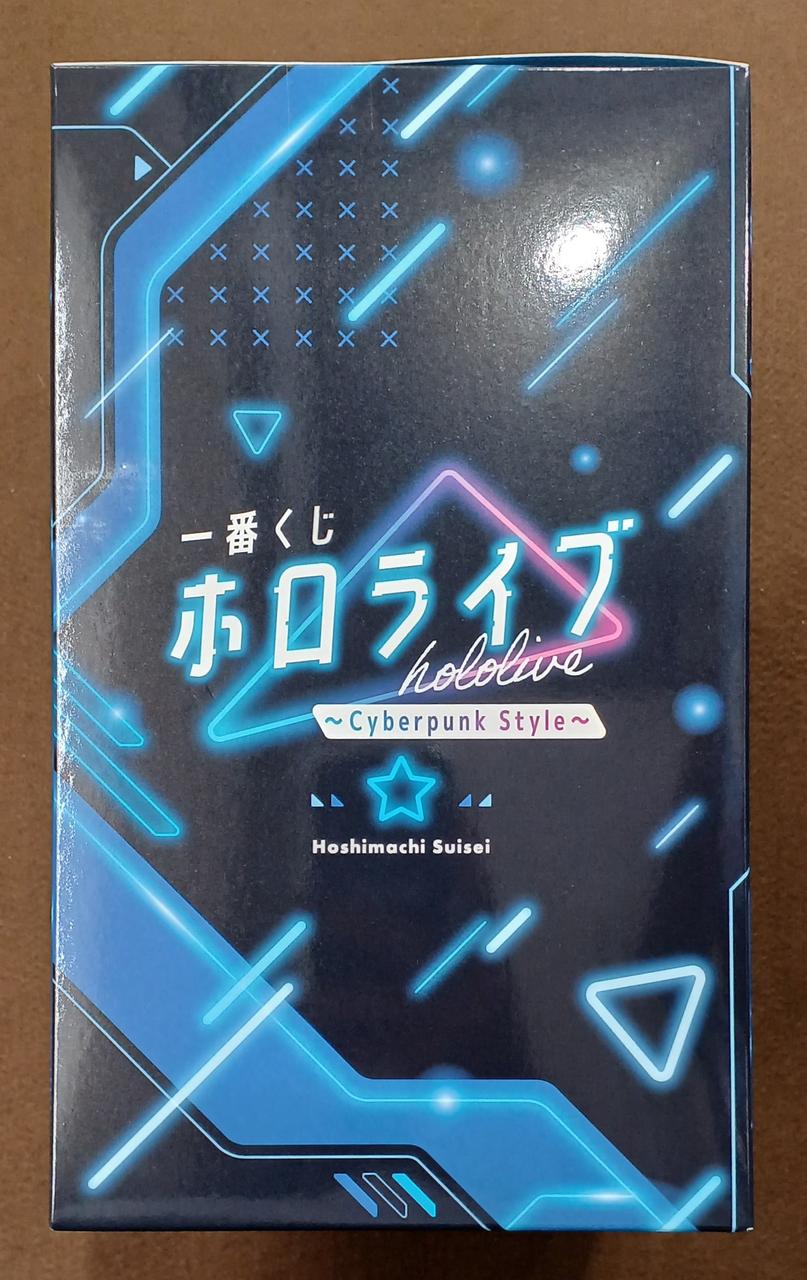 一番くじ
ホロライブ
hololive
～Cyberpunk Style～
Hoshimachi Suisei